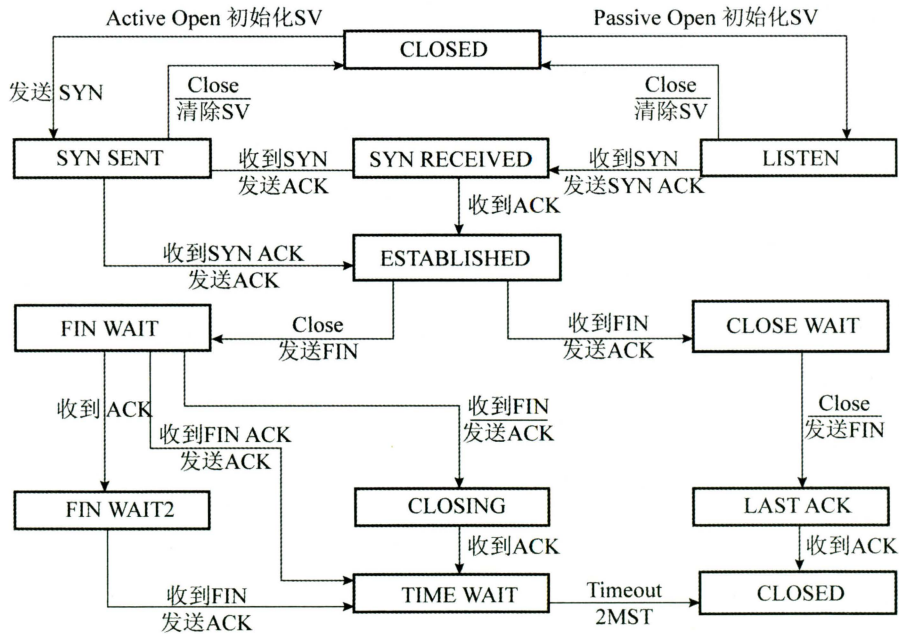 Active Open 初始化SV
Passive Open 初始化SV
CLOSED
发送 SYN
Close
清除SV
Close
清除SV
SYN SENT
收到SYN
发送ACK
SYN RECEIVED
收到SYN
发送SYN ACK
LISTEN
收到ACK
收到SYN ACK
发送ACK
ESTABLISHED
FIN WAIT
Close
发送FIN
收到FIN
发送ACK
CLOSE WAIT
收到 ACK
收到FIN ACK
发送ACK
收到FIN
发送ACK
Close
发送FIN
FIN WAIT2
CLOSING
LAST ACK
收到ACK
收到ACK
收到FIN
发送ACK
TIME WAIT
Timeout
2MST
CLOSED